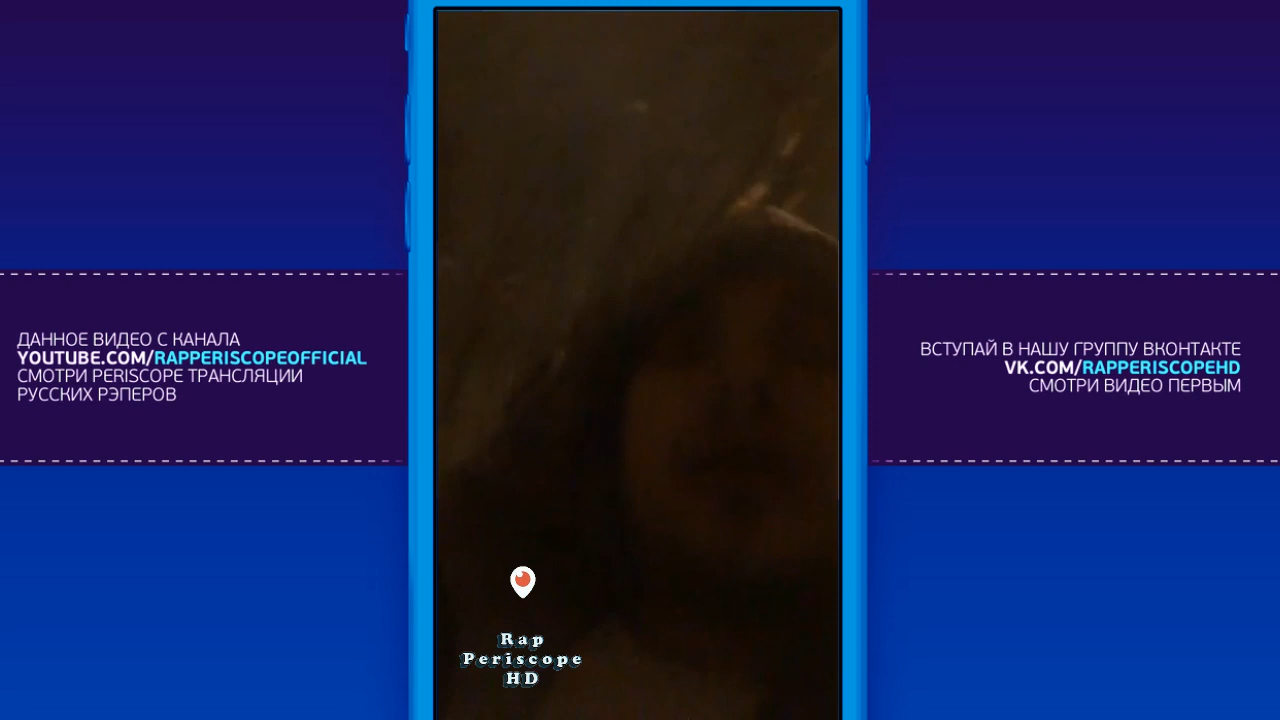 ДАННОЕ ВИДЕО С КАНАЛА
YOUTUBE.COM/RAPPERISCOPEOFFICIAL
СМОТРИ PERISCOPE ТРАНСЛЯЦИИ
РУССКИХ РЭПЕРОВ
ВСТУПАЙ В НАШУ ГРУППУ ВКОНТАКТЕ
VK.COM/RAPPERISCOPEHD
СМОТРИ ВИДЕО ПЕРВЫМ
Rap
Periscope
HD